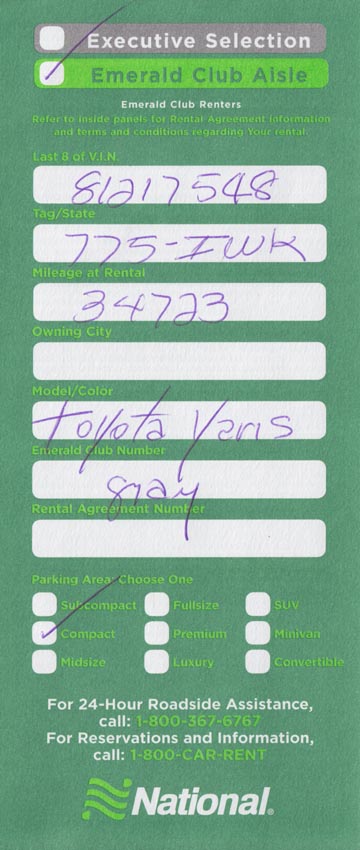 Executive Selection
Emerald Club Aisle
Emerald Club Renters
Refer to inside panels for Rental Agreement information
and terms and conditions regarding Your rental.
Last 8 of V.I.N.
81217548
Tag/State
775-IWK
Mileage at Rental
34723
Owning City
Model/Color
Toyota Yaris
Emerald Club Number
gray
Rental Agreement Number
Parking Area: Choose One
Subcompact Fullsize SUV
Compact Premium Minivan
Midsize Luxury Convertible
For 24-Hour Roadside Assistance,
call: 1-800-367-6767
For Reservations and Information,
call: 1-800-CAR-RENT
National